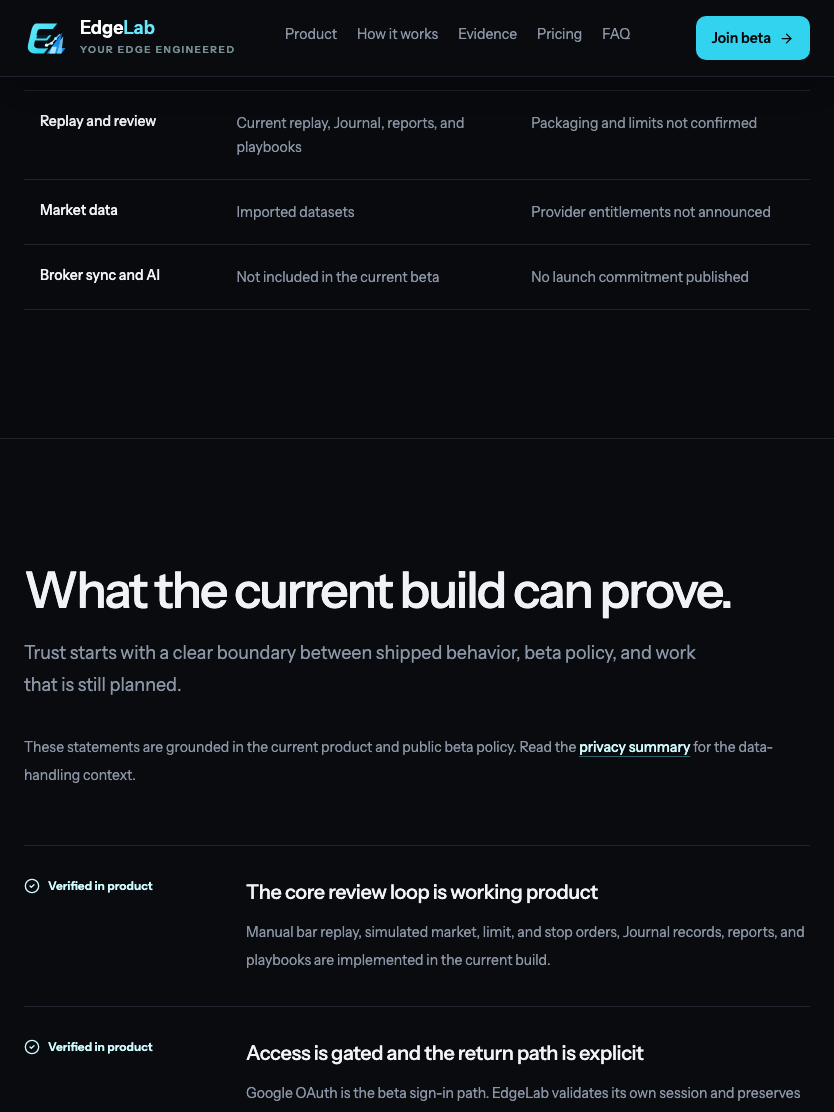 EdgeLab
YOUR EDGE ENGINEERED
Product
How it works
Evidence
Pricing
FAQ
Join beta
Replay and review
Current replay, Journal, reports, and
playbooks
Packaging and limits not confirmed
Market data
Imported datasets
Provider entitlements not announced
Broker sync and AI
Not included in the current beta
No launch commitment published
What the current build can prove.
Trust starts with a clear boundary between shipped behavior, beta policy, and work
that is still planned.
These statements are grounded in the current product and public beta policy. Read the privacy summary for the data-
handling context.
Verified in product
The core review loop is working product
Manual bar replay, simulated market, limit, and stop orders, Journal records, reports, and
playbooks are implemented in the current build.
Verified in product
Access is gated and the return path is explicit
Google OAuth is the beta sign-in path. EdgeLab validates its own session and preserves